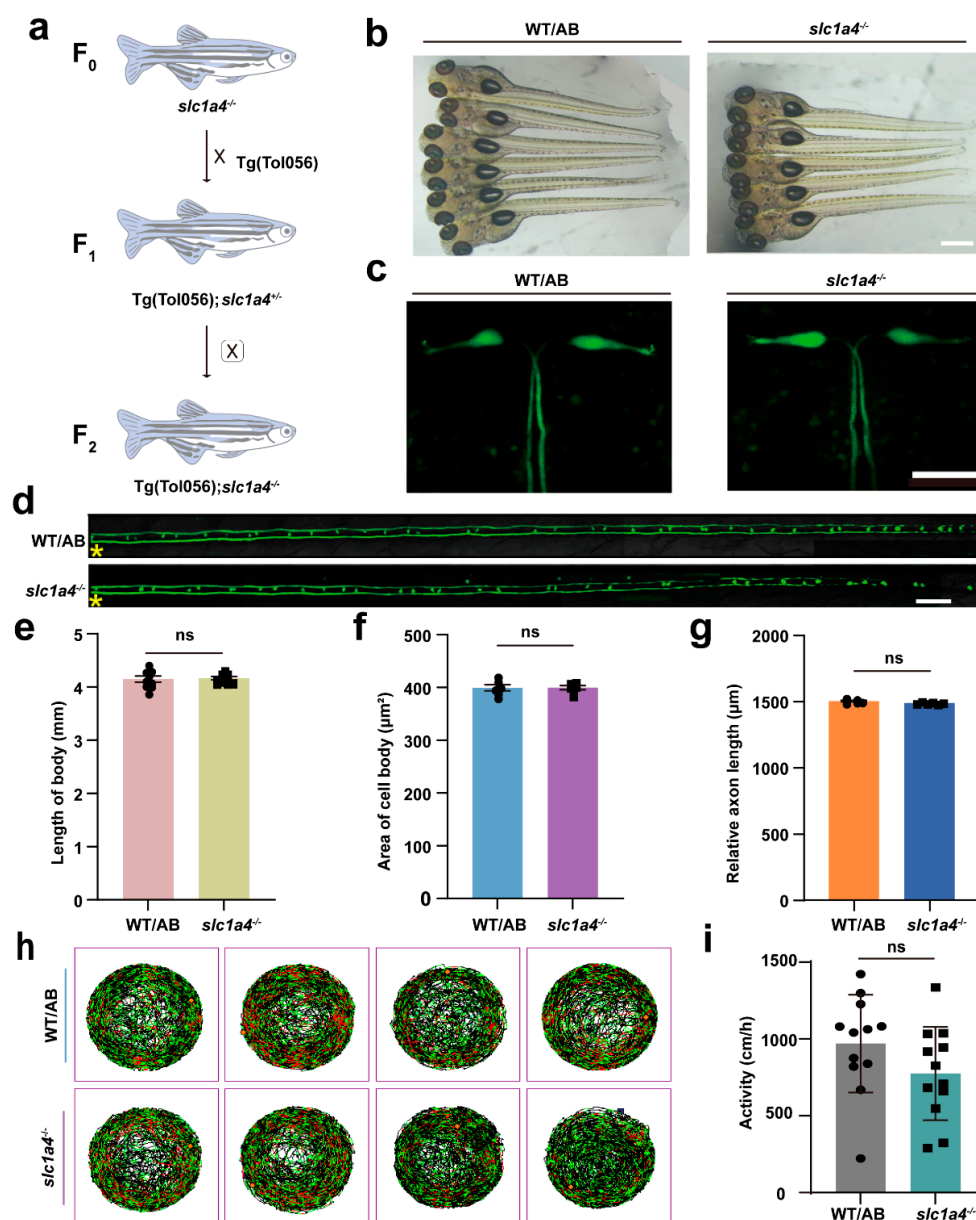 a
F0
slc1a4-/-
X Tg(Tol056)
F1
Tg(Tol056);slc1a4+/-
X
F2
Tg(Tol056);slc1a4-/-
b
WT/AB
slc1a4-/-
c
WT/AB
slc1a4-/-
d
WT/AB
*
slc1a4-/-
*
e
Length of body (mm)
5
4
3
2
1
0
ns
WT/AB
slc1a4-/-
f
Area of cell body (μm²)
500
400
300
200
100
0
ns
WT/AB
slc1a4-/-
g
Relative axon length (μm)
2000
1500
1000
500
0
ns
WT/AB
slc1a4-/-
h
WT/AB
slc1a4-/-
i
Activity (cm/h)
1500
1000
500
0
ns
WT/AB
slc1a4-/-